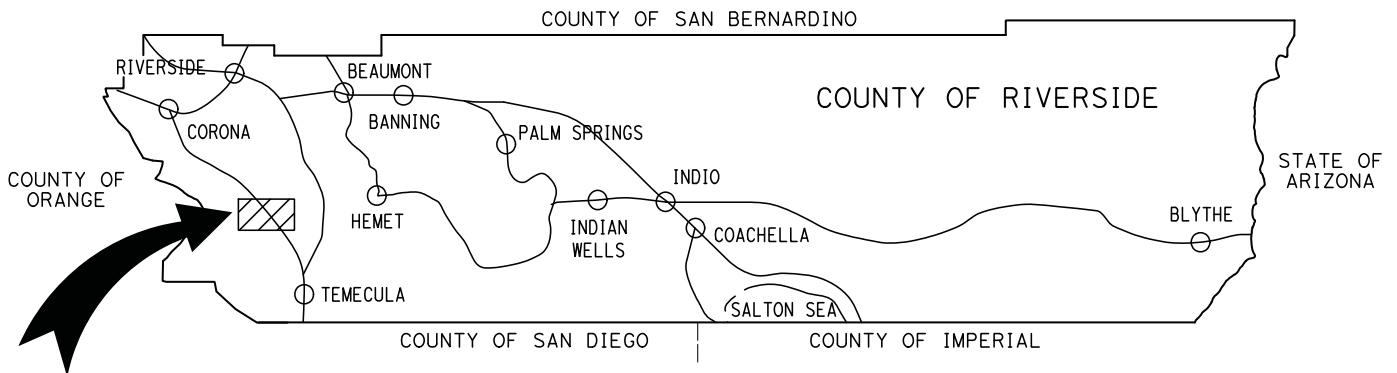 COUNTY OF SAN BERNARDINO
RIVERSIDE
BEAUMONT
COUNTY OF RIVERSIDE
CORONA
BANNING
PALM SPRINGS
STATE OF
ARIZONA
COUNTY OF
ORANGE
INDIO
HEMET
INDIAN
WELLS
COACHELLA
BLYTHE
TEMECULA
SALTON SEA
COUNTY OF SAN DIEGO
COUNTY OF IMPERIAL